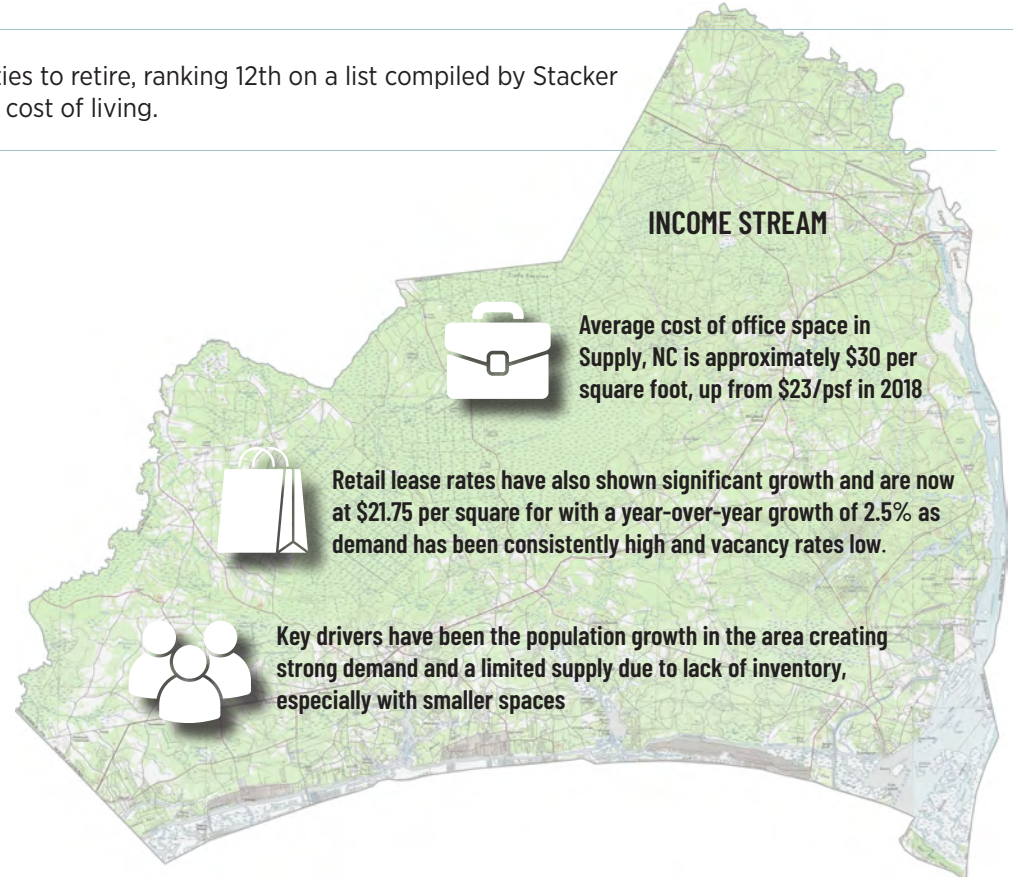 ties to retire, ranking 12th on a list compiled by Stacker
cost of living.
INCOME STREAM
Average cost of office space in
Supply, NC is approximately $30 per
square foot, up from $23/psf in 2018
Retail lease rates have also shown significant growth and are now
at $21.75 per square for with a year-over-year growth of 2.5% as
demand has been consistently high and vacancy rates low.
Key drivers have been the population growth in the area creating
strong demand and a limited supply due to lack of inventory,
especially with smaller spaces